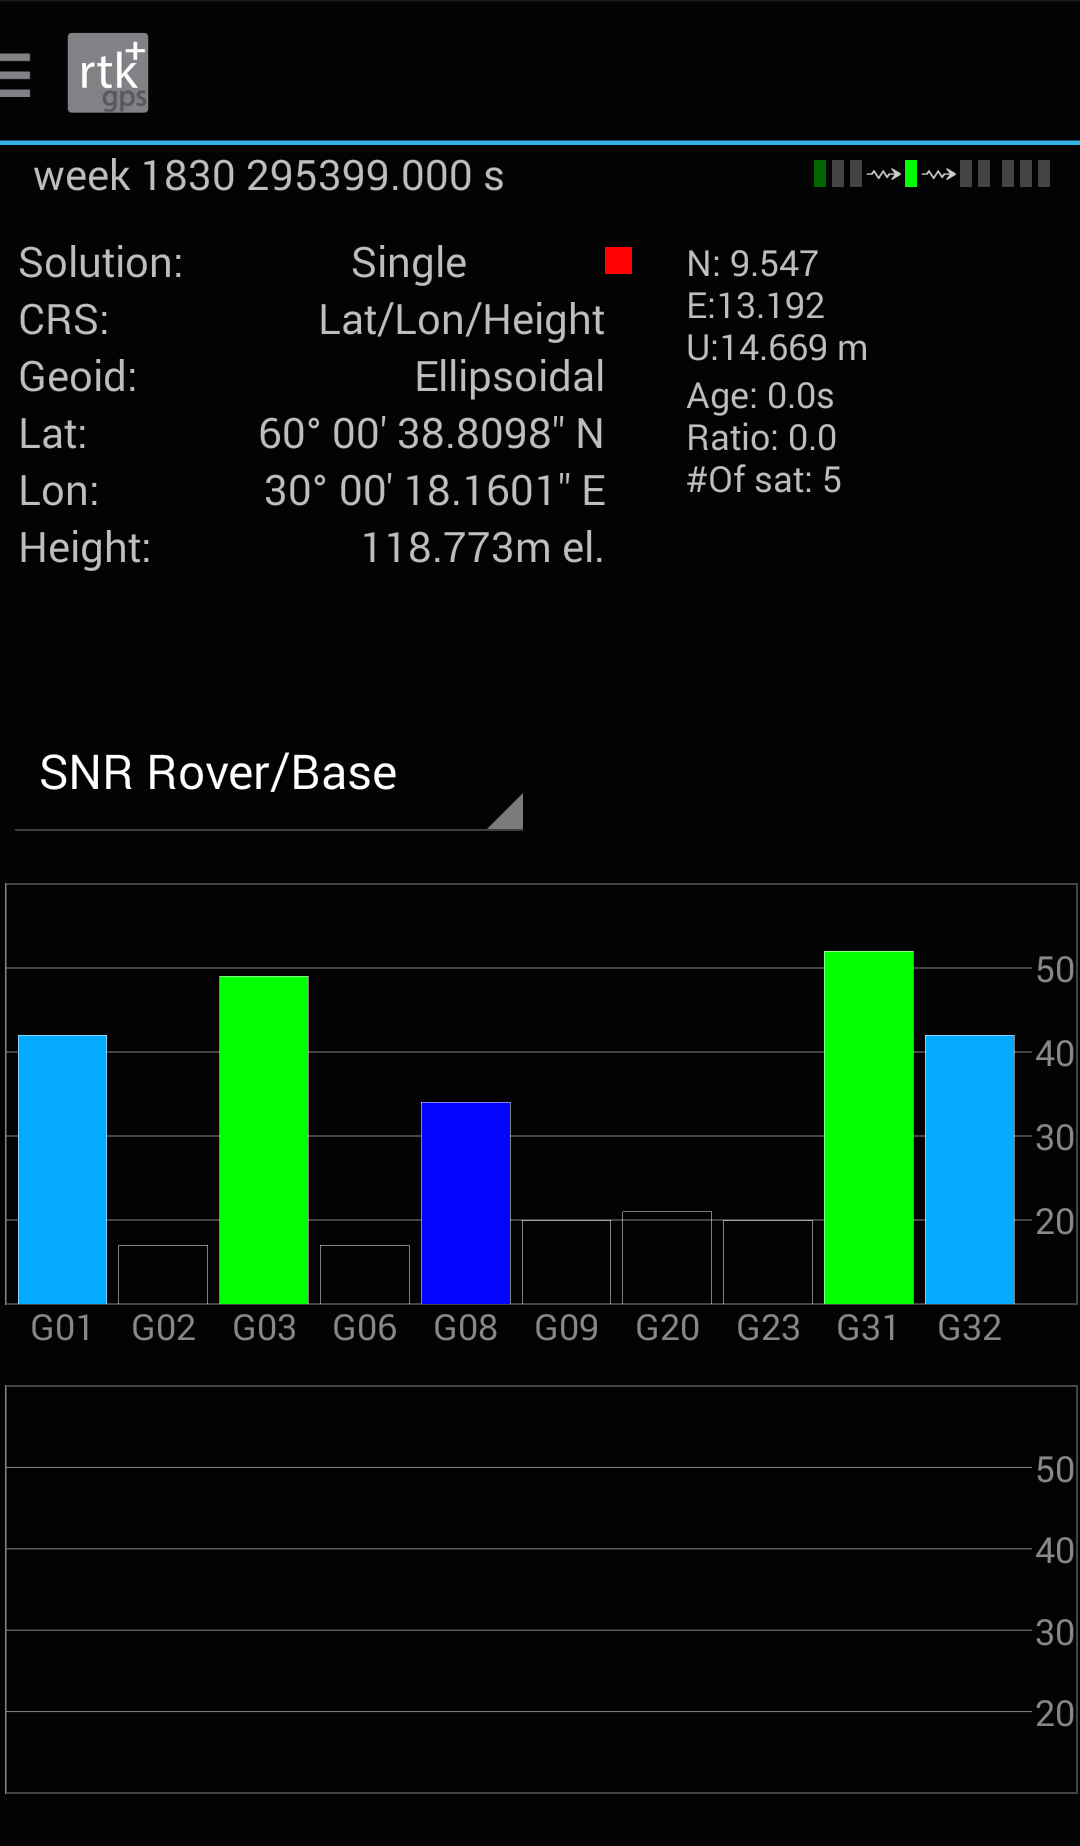 rtk+
gps
week 1830 295399.000 s
Solution: Single
CRS: Lat/Lon/Height
Geoid: Ellipsoidal
Lat: 60° 00' 38.8098" N
Lon: 30° 00' 18.1601" E
Height: 118.773m el.
N: 9.547
E:13.192
U:14.669 m
Age: 0.0s
Ratio: 0.0
#Of sat: 5
SNR Rover/Base
50
40
30
20
G01 G02 G03 G06 G08 G09 G20 G23 G31 G32
50
40
30
20